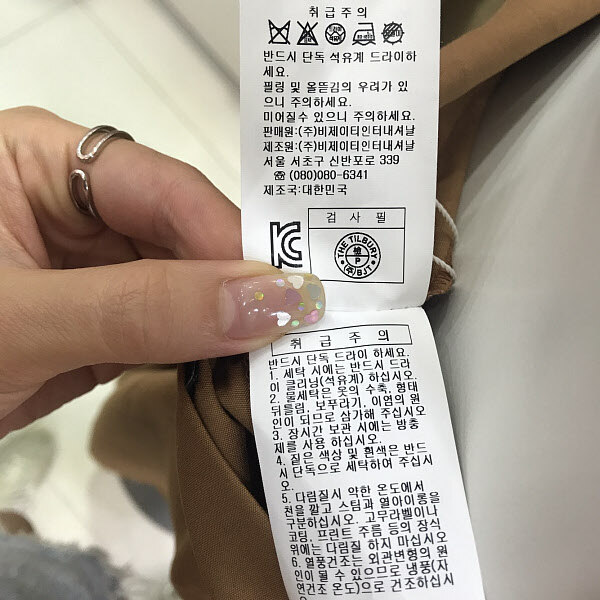 취급주의
반드시 단독 석유계 드라이하
세요.
필링 및 올뜯김의 우려가 있
으니 주의하세요.
미어질수 있으니 주의하세요.
판매원:(주)비제이티인터내셔날
제조원:(주)비제이티인터내셔날
서울 서초구 신반포로 339
☎ (080)080-6341
제조국:대한민국
검 사 필
THE TILBURY
檢
P
(주)BJT
취 급 주 의
반드시 단독 드라이 하세요.
1. 세탁 시에는 반드시 드라
이 클리닝(석유계) 하십시오.
2. 물세탁은 옷의 수축, 형태
뒤틀림, 보푸라기, 이염의 원
인이 되므로 삼가해 주십시오
3. 장시간 보관 시에는 방충
제를 사용 하십시오.
4. 짙은 색상 및 흰색은 반드
시 단독으로 세탁하여 주십시
오.
5. 다림질시 약한 온도에서
천을 깔고 스팀과 열아이롱을
구분하십시오. 고무라벨이나
코팅, 프린트 주름 등의 장식
위에는 다림질 하지 마십시오
6. 열풍건조는 외관변형의 원
인이 될 수 있으므로 냉풍(자
연건조 온도)으로 건조하십시